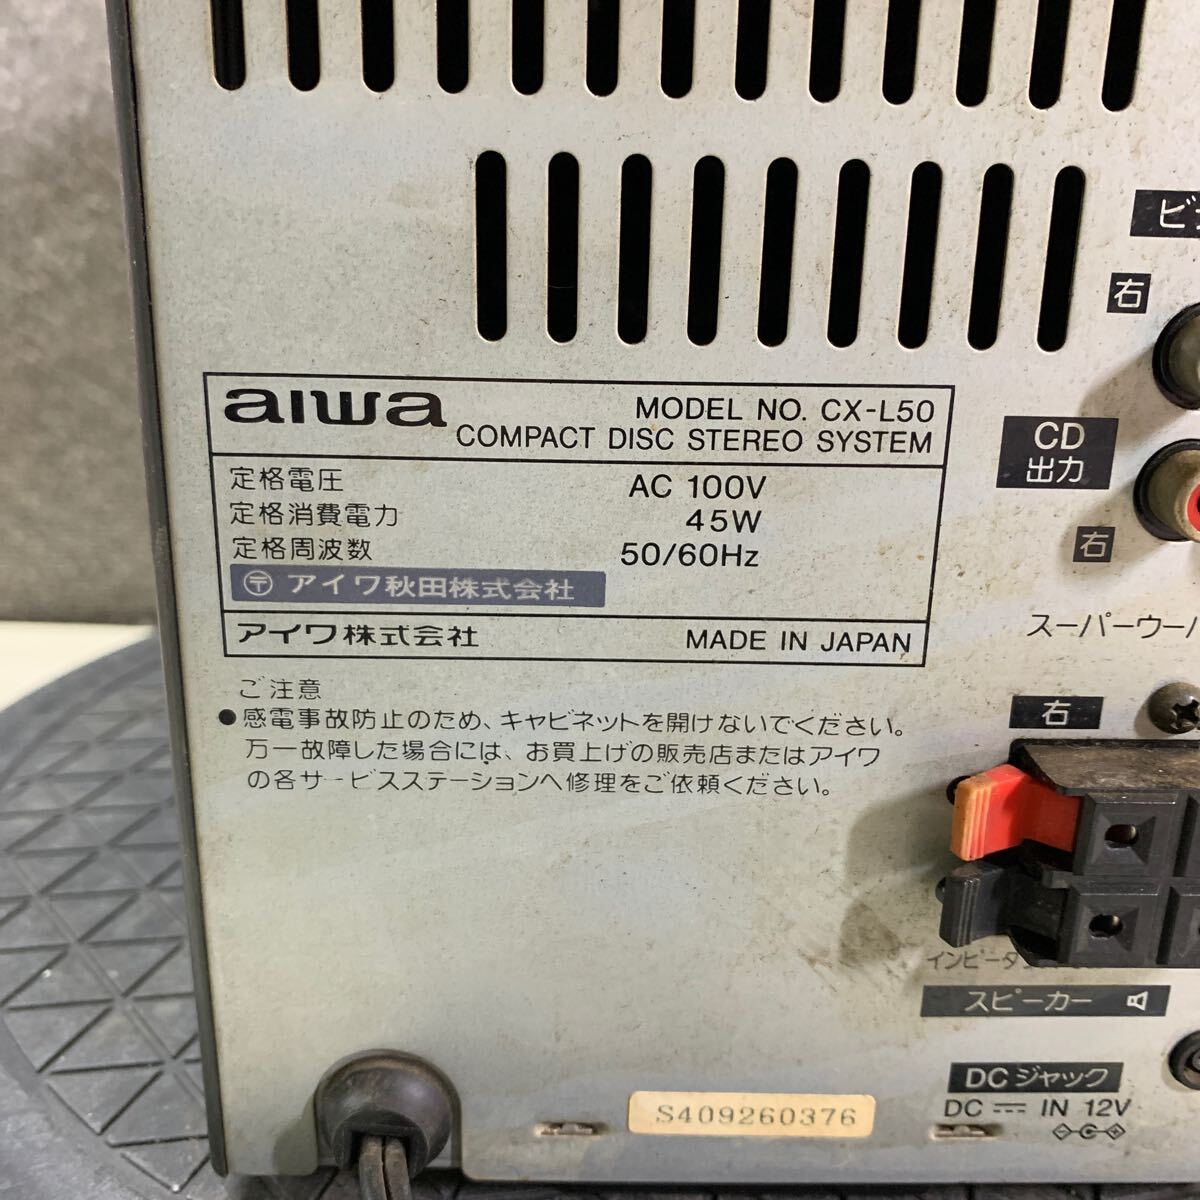 aiwa
MODEL NO. CX-L50
COMPACT DISC STEREO SYSTEM
定格電圧 AC 100V
定格消費電力 45W
定格周波数 50/60Hz
〒 アイワ秋田株式会社
アイワ株式会社 MADE IN JAPAN
ご注意
●感電事故防止のため、キャビネットを開けないでください。
万一故障した場合には、お買上げの販売店またはアイワ
の各サービスステーションへ修理をご依頼ください。
右
CD
出力
右
スーパーウー
右
インピーダ
スピーカー
DC ジャック
DC IN 12V
S409260376